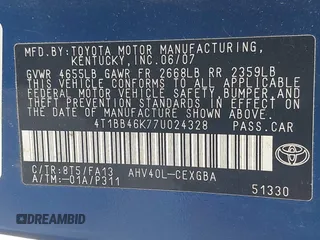 MFD.BY:TOYOTA MOTOR MANUFACTURING,
KENTUCKY,INC.06/07
GVWR 4655LB GAWR FR 2668LB RR 2359LB
THIS VEHICLE CONFORMS TO ALL APPLICABLE
FEDERAL MOTOR VEHICLE SAFETY, BUMPER,
AND THEFT PREVENTION STANDARDS IN
EFFECT ON THE DATE OF MANUFACTURE
SHOWN ABOVE.
4T1BB46K77U024328 PASS.CAR
C/TR:8T5/FA13 AHV40L-CEXGBA
A/TM:-01A/P311 51330
DREAMBID